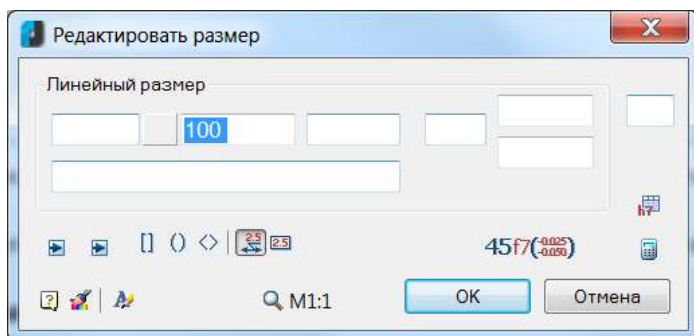 Редактировать размер
Линейный размер
100
[] () <> 2.5 2.5
h7
45f7(-0.025 -0.050)
M1:1
OK
Отмена